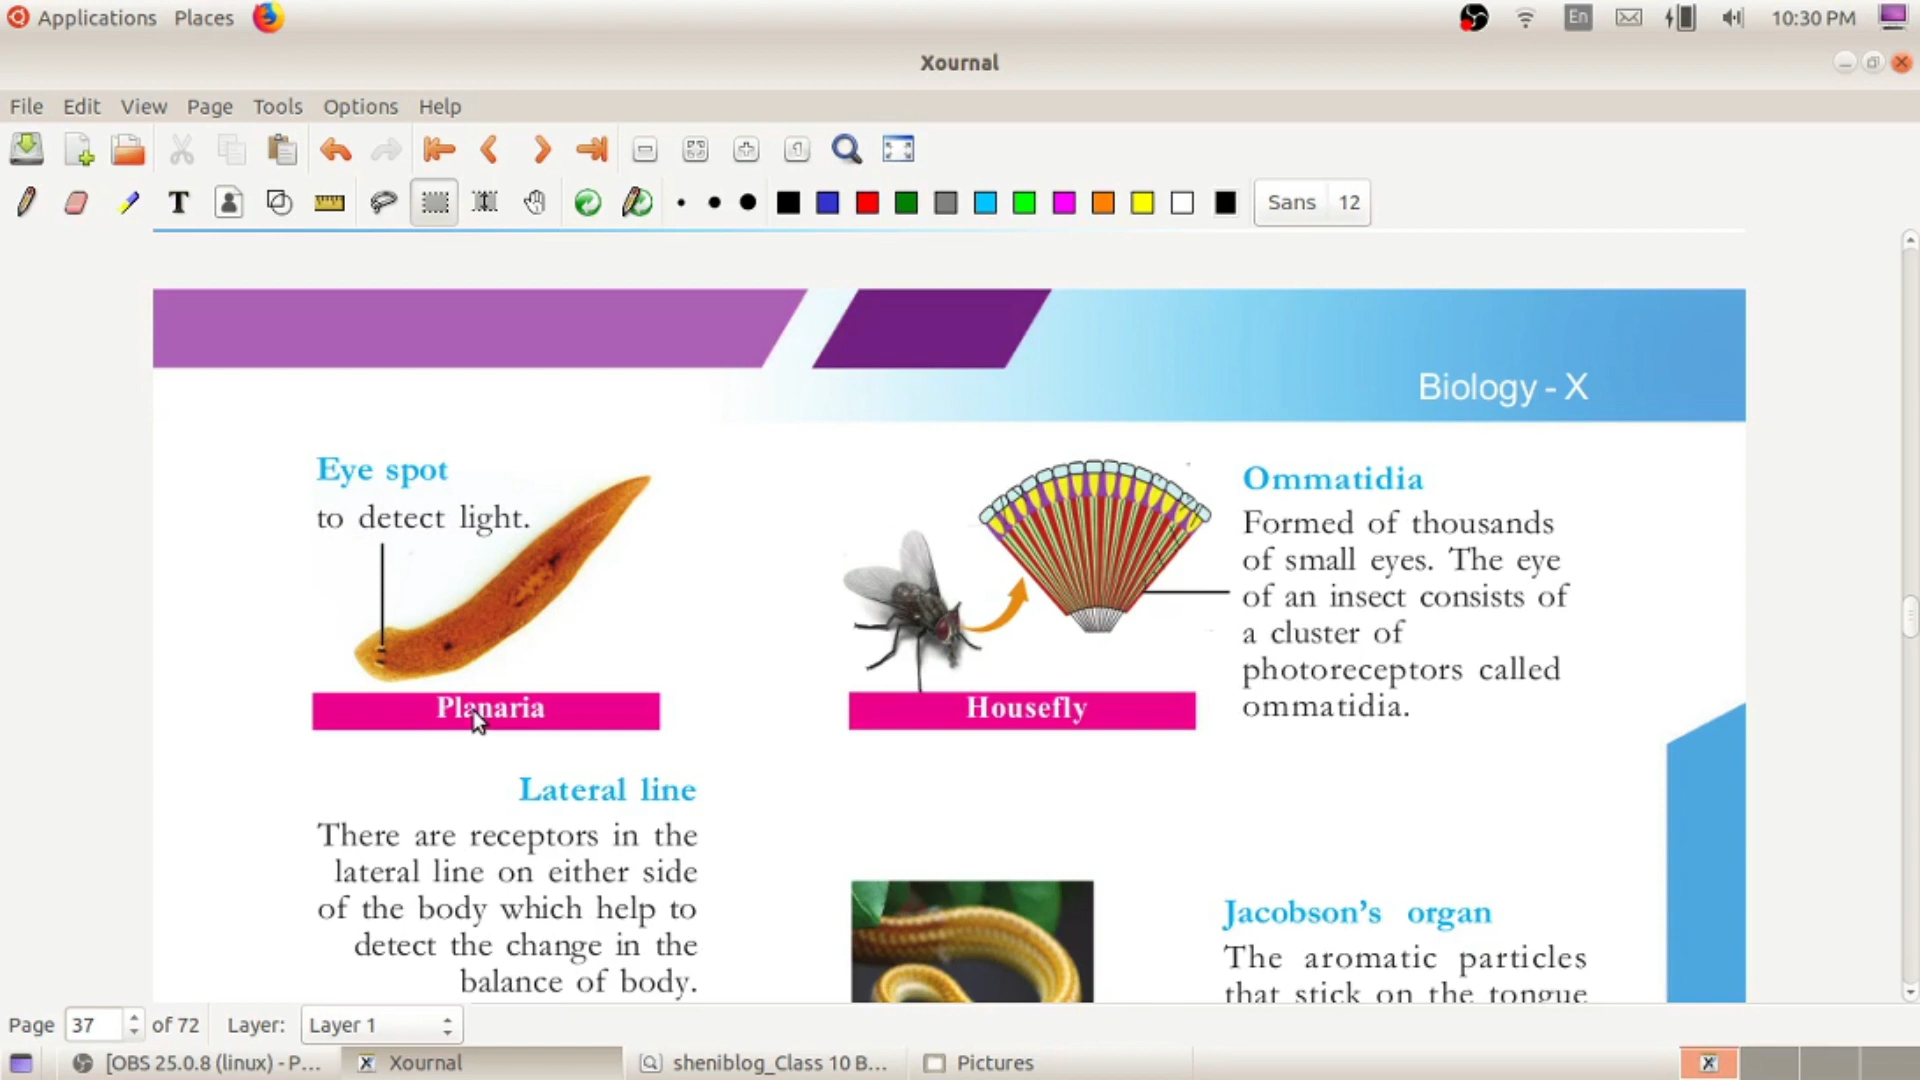 Applications Places En 10:30 PM
Xournal
File Edit View Page Tools Options Help
T Sans 12
Biology - X
Eye spot
to detect light.
Planaria
Housefly
Ommatidia
Formed of thousands
of small eyes. The eye
of an insect consists of
a cluster of
photoreceptors called
ommatidia.
Lateral line
There are receptors in the
lateral line on either side
of the body which help to
detect the change in the
balance of body.
Jacobson's organ
The aromatic particles
that stick on the tongue
Page 37 of 72 Layer: Layer 1
[OBS 25.0.8 (linux) - P... Xournal sheniblog_Class 10 B... Pictures